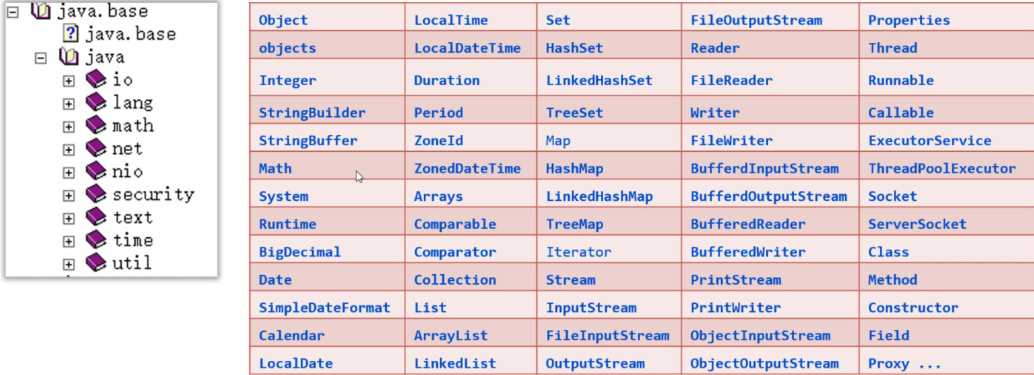 java.base
java.base
java
io
lang
math
net
nio
security
text
time
util
Object LocalTime Set FileOutputStream Properties
objects LocalDateTime HashSet Reader Thread
Integer Duration LinkedHashSet FileReader Runnable
StringBuilder Period TreeSet Writer Callable
StringBuffer ZoneId Map FileWriter ExecutorService
Math ZonedDateTime HashMap BufferdInputStream ThreadPoolExecutor
System Arrays LinkedHashMap BufferdOutputStream Socket
Runtime Comparable TreeMap BufferedReader ServerSocket
BigDecimal Comparator Iterator BufferedWriter Class
Date Collection Stream PrintStream Method
SimpleDateFormat List InputStream PrintWriter Constructor
Calendar ArrayList FileInputStream ObjectInputStream Field
LocalDate LinkedList OutputStream ObjectOutputStream Proxy ...